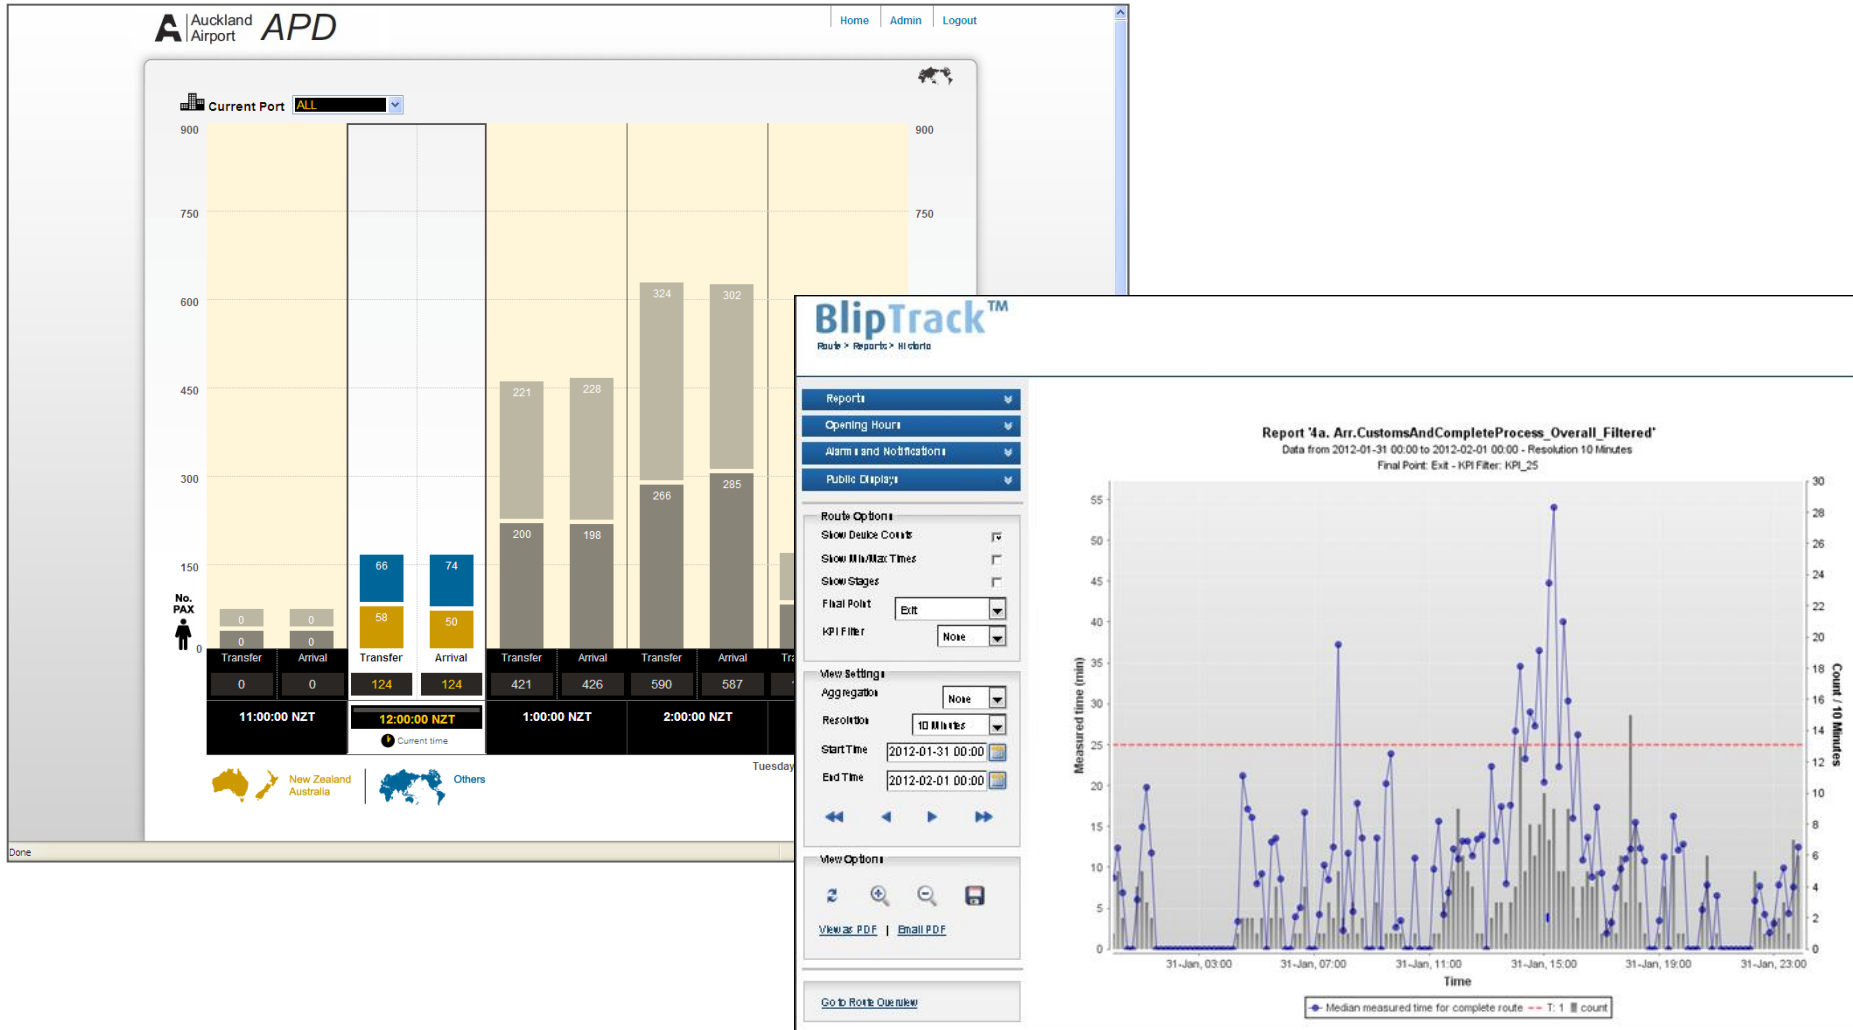 Auckland
Airport
APD
Home
Admin
Logout
Current Port
ALL
900
900
750
750
600
450
300
150
0
No.
PAX
324
302
221
228
266
285
200
198
66
74
58
50
0
0
0
0
Transfer
Arrival
Transfer
Arrival
Transfer
Arrival
Transfer
Arrival
0
0
124
124
421
426
590
587
11:00:00 NZT
12:00:00 NZT
1:00:00 NZT
2:00:00 NZT
Current time
New Zealand
Australia
Others
Tuesday
Done
BlipTrack™
Route > Reports > Historic
Reports
Opening Hours
Alarms and Notifications
Public Displays
Route Options
Show Device Counts
Show Min/Max Times
Show Stages
Final Point
Exit
KPI Filter
None
View Settings
Aggregation
None
Resolution
10 Minutes
Start Time
2012-01-31 00:00
End Time
2012-02-01 00:00
View Options
View as PDF | Email PDF
Go to Route Overview
Report '4a. Arr.CustomsAndCompleteProcess_Overall_Filtered'
Data from 2012-01-31 00:00 to 2012-02-01 00:00 - Resolution 10 Minutes
Final Point: Exit - KPI Filter: KPI_25
Measured time (min)
55
50
45
40
35
30
25
20
15
10
5
0
30
28
26
24
22
20
18
16
14
12
10
8
6
4
2
0
Count / 10 Minutes
31-Jan, 03:00
31-Jan, 07:00
31-Jan, 11:00
31-Jan, 15:00
31-Jan, 19:00
31-Jan, 23:00
Time
Median measured time for complete route
T: 1
count